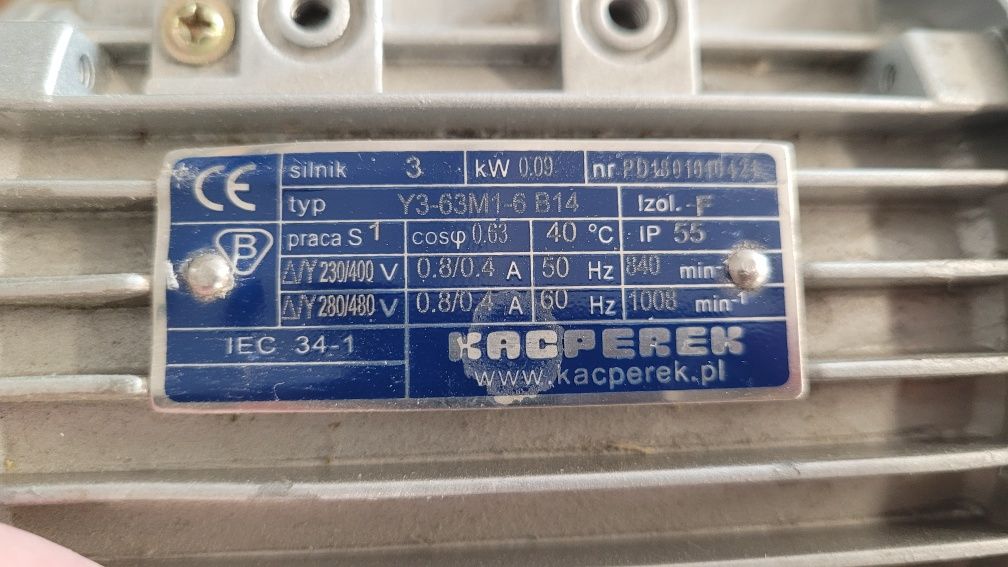 CE silnik 3 kW 0.09 nr PD1801010421
typ Y3-63M1-6 B14 Izol. F
B praca S 1 cosφ 0.63 40 °C IP 55
Δ/Y 230/400 V 0.8/0.4 A 50 Hz 840 min
Δ/Y 280/480 V 0.8/0.4 A 60 Hz 1008 min-1
IEC 34-1 KACPEREK
www.kacperek.pl